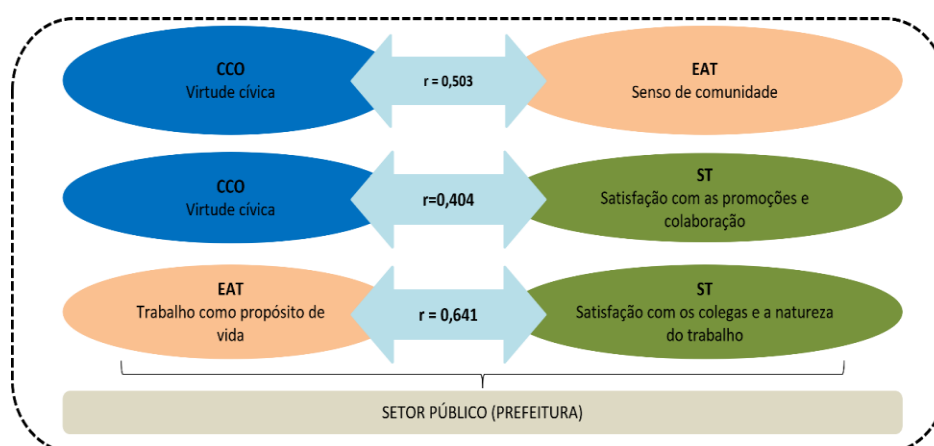 CCO
Virtude cívica
r = 0,503
EAT
Senso de comunidade
CCO
Virtude cívica
r=0,404
ST
Satisfação com as promoções e
colaboração
EAT
Trabalho como propósito de
vida
r = 0,641
ST
Satisfação com os colegas e a natureza
do trabalho
SETOR PÚBLICO (PREFEITURA)